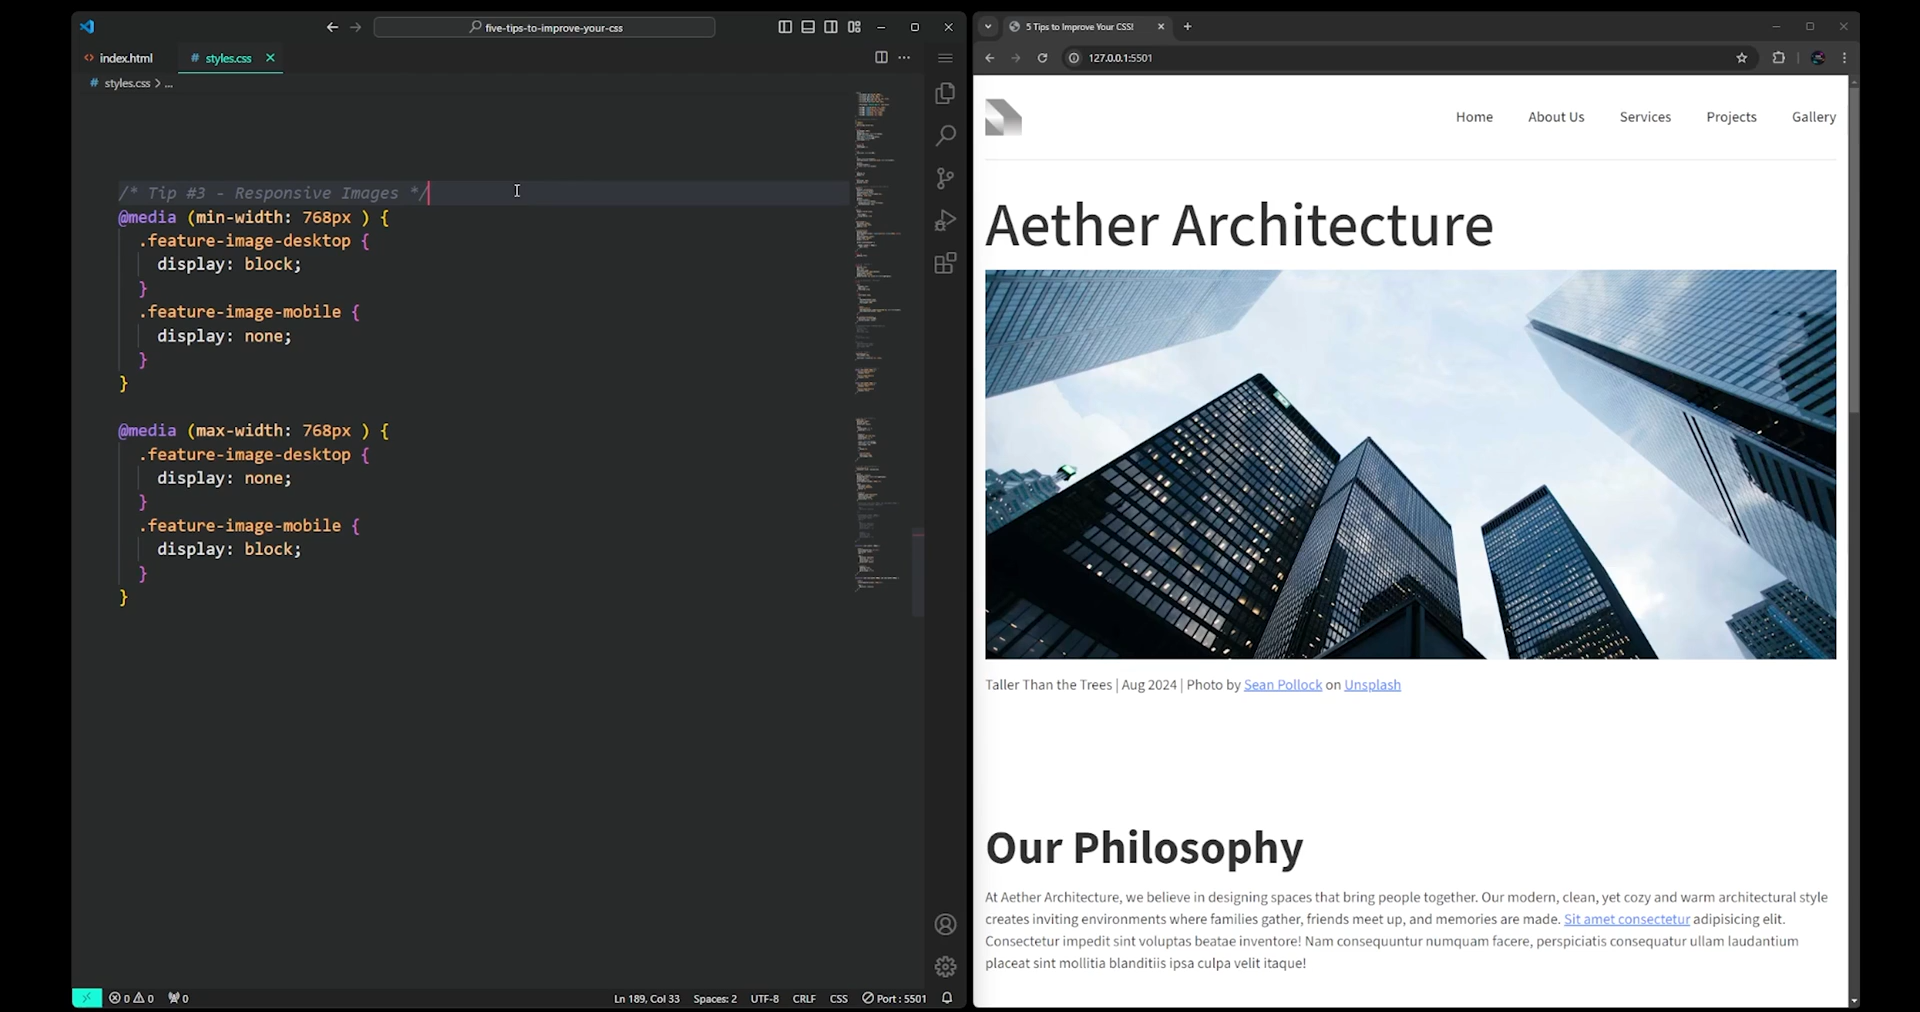 five-tips-to-improve-your-css
index.html
# styles.css
# styles.css > ...
/* Tip #3 - Responsive Images */
@media (min-width: 768px ) {
.feature-image-desktop {
display: block;
}
.feature-image-mobile {
display: none;
}
}
@media (max-width: 768px ) {
.feature-image-desktop {
display: none;
}
.feature-image-mobile {
display: block;
}
}
0 0 0
Ln 189, Col 33 Spaces: 2 UTF-8 CRLF CSS Port : 5501
5 Tips to Improve Your CSS!
127.0.0.1:5501
Home About Us Services Projects Gallery
Aether Architecture
Taller Than the Trees | Aug 2024 | Photo by Sean Pollock on Unsplash
Our Philosophy
At Aether Architecture, we believe in designing spaces that bring people together. Our modern, clean, yet cozy and warm architectural style
creates inviting environments where families gather, friends meet up, and memories are made. Sit amet consectetur adipisicing elit.
Consectetur impedit sint voluptas beatae inventore! Nam consequuntur numquam facere, perspiciatis consequatur ullam laudantium
placeat sint mollitia blanditiis ipsa culpa velit itaque!